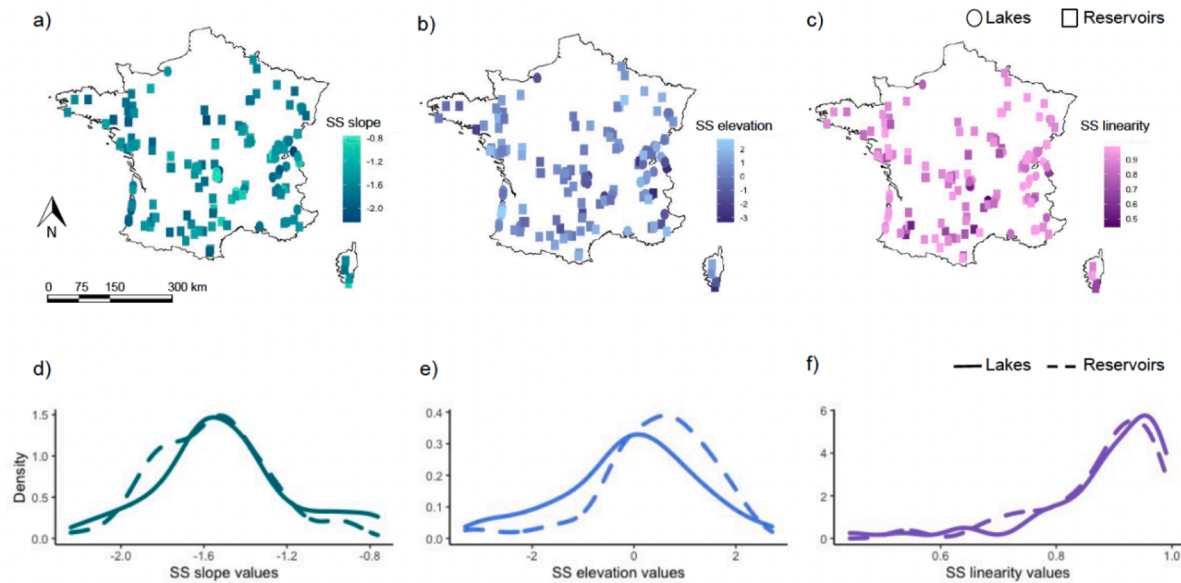 a)
b)
c)
Lakes
Reservoirs
SS slope
-0.8
-1.2
-1.6
-2.0
SS elevation
2
1
0
-1
-2
-3
SS linearity
0.9
0.8
0.7
0.6
0.5
N
0 75 150 300 km
d)
e)
f)
Lakes Reservoirs
Density
1.5
1.0
0.5
0.0
-2.0 -1.6 -1.2 -0.8
SS slope values
0.4
0.3
0.2
0.1
0.0
-2 0 2
SS elevation values
6
4
2
0
0.6 0.8 1.0
SS linearity values